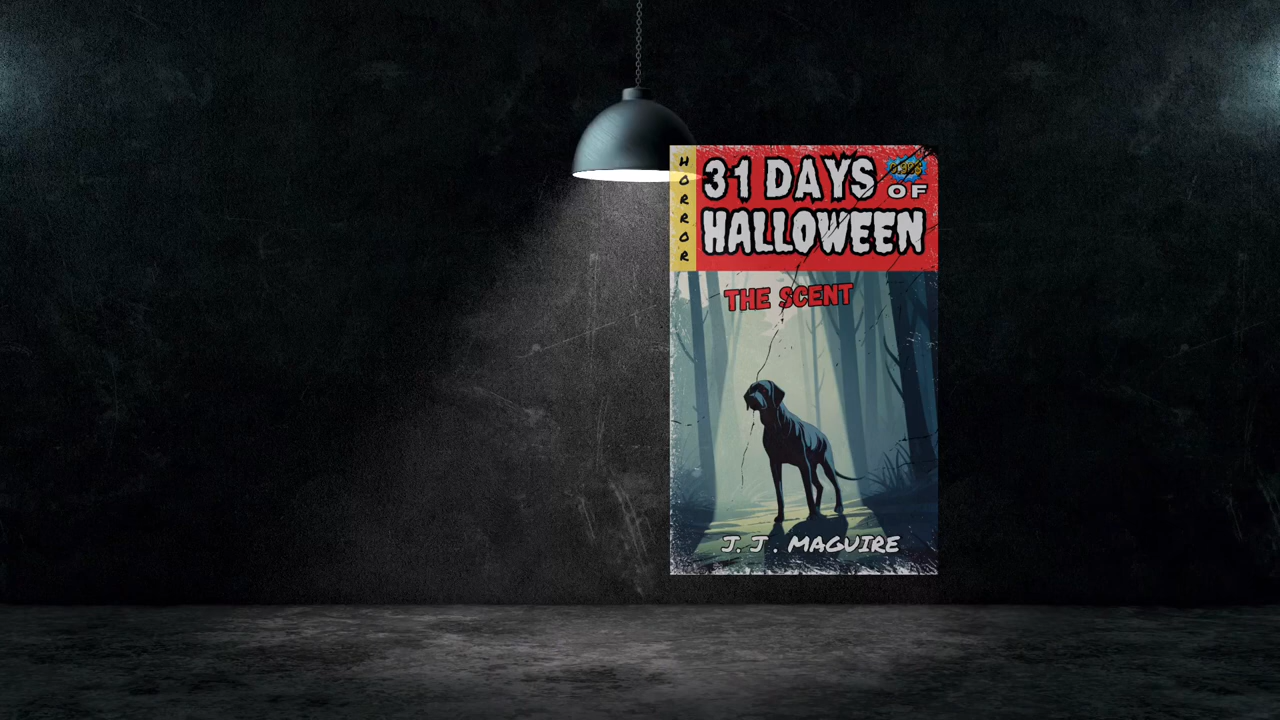 HORROR
31 DAYS
OF
HALLOWEEN
THE SCENT
J. J. MAGUIRE